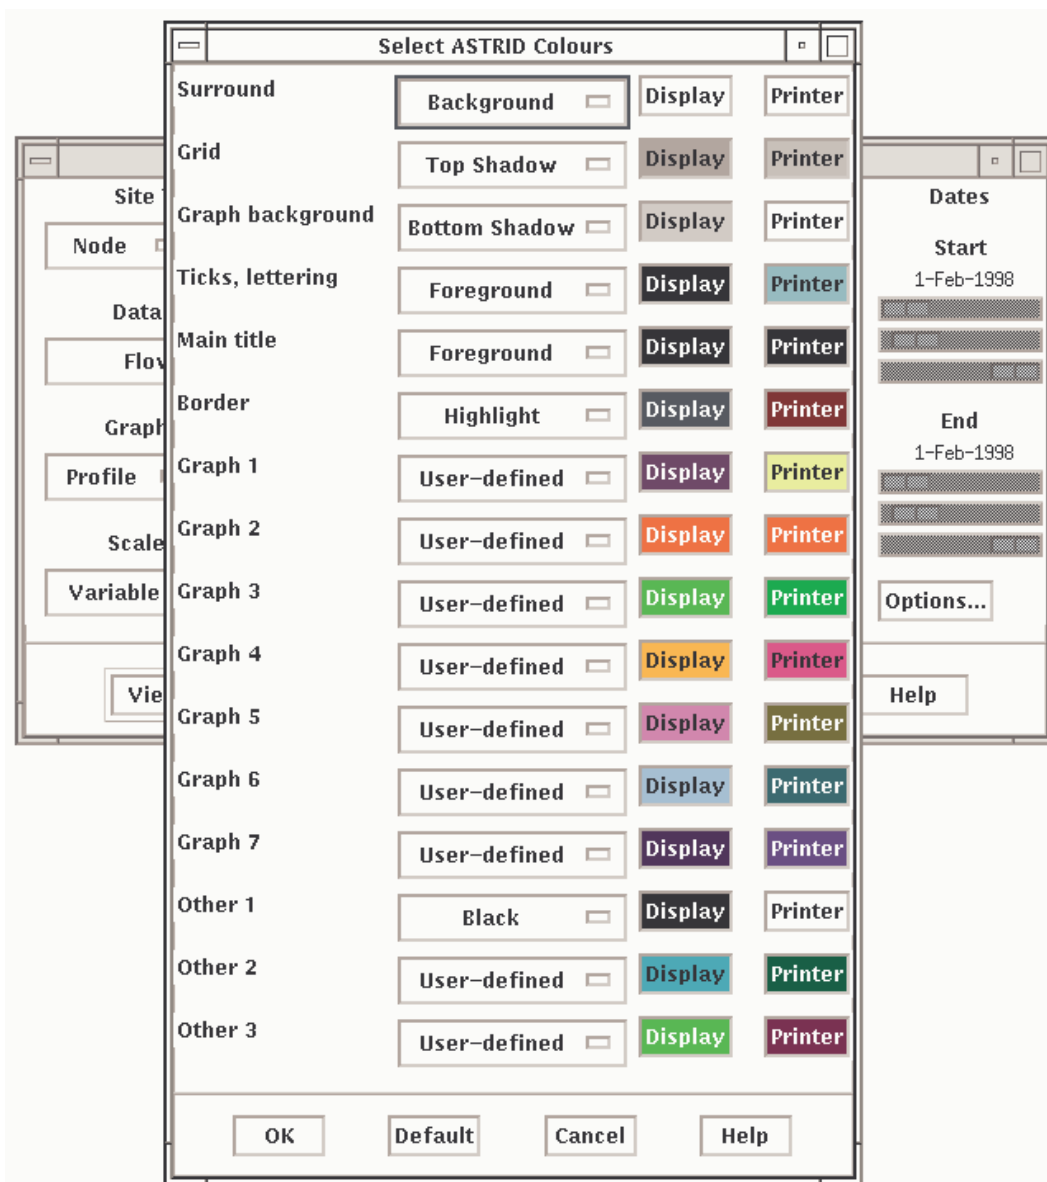 Select ASTRID Colours
Surround Background Display Printer
Grid Top Shadow Display Printer
Graph background Bottom Shadow Display Printer
Ticks, lettering Foreground Display Printer
Main title Foreground Display Printer
Border Highlight Display Printer
Graph 1 User-defined Display Printer
Graph 2 User-defined Display Printer
Graph 3 User-defined Display Printer
Graph 4 User-defined Display Printer
Graph 5 User-defined Display Printer
Graph 6 User-defined Display Printer
Graph 7 User-defined Display Printer
Other 1 Black Display Printer
Other 2 User-defined Display Printer
Other 3 User-defined Display Printer
OK Default Cancel Help
Site
Node
Data
Flov
Graph
Profile
Scale
Variable
Vie
Dates
Start
1-Feb-1998
End
1-Feb-1998
Options...
Help